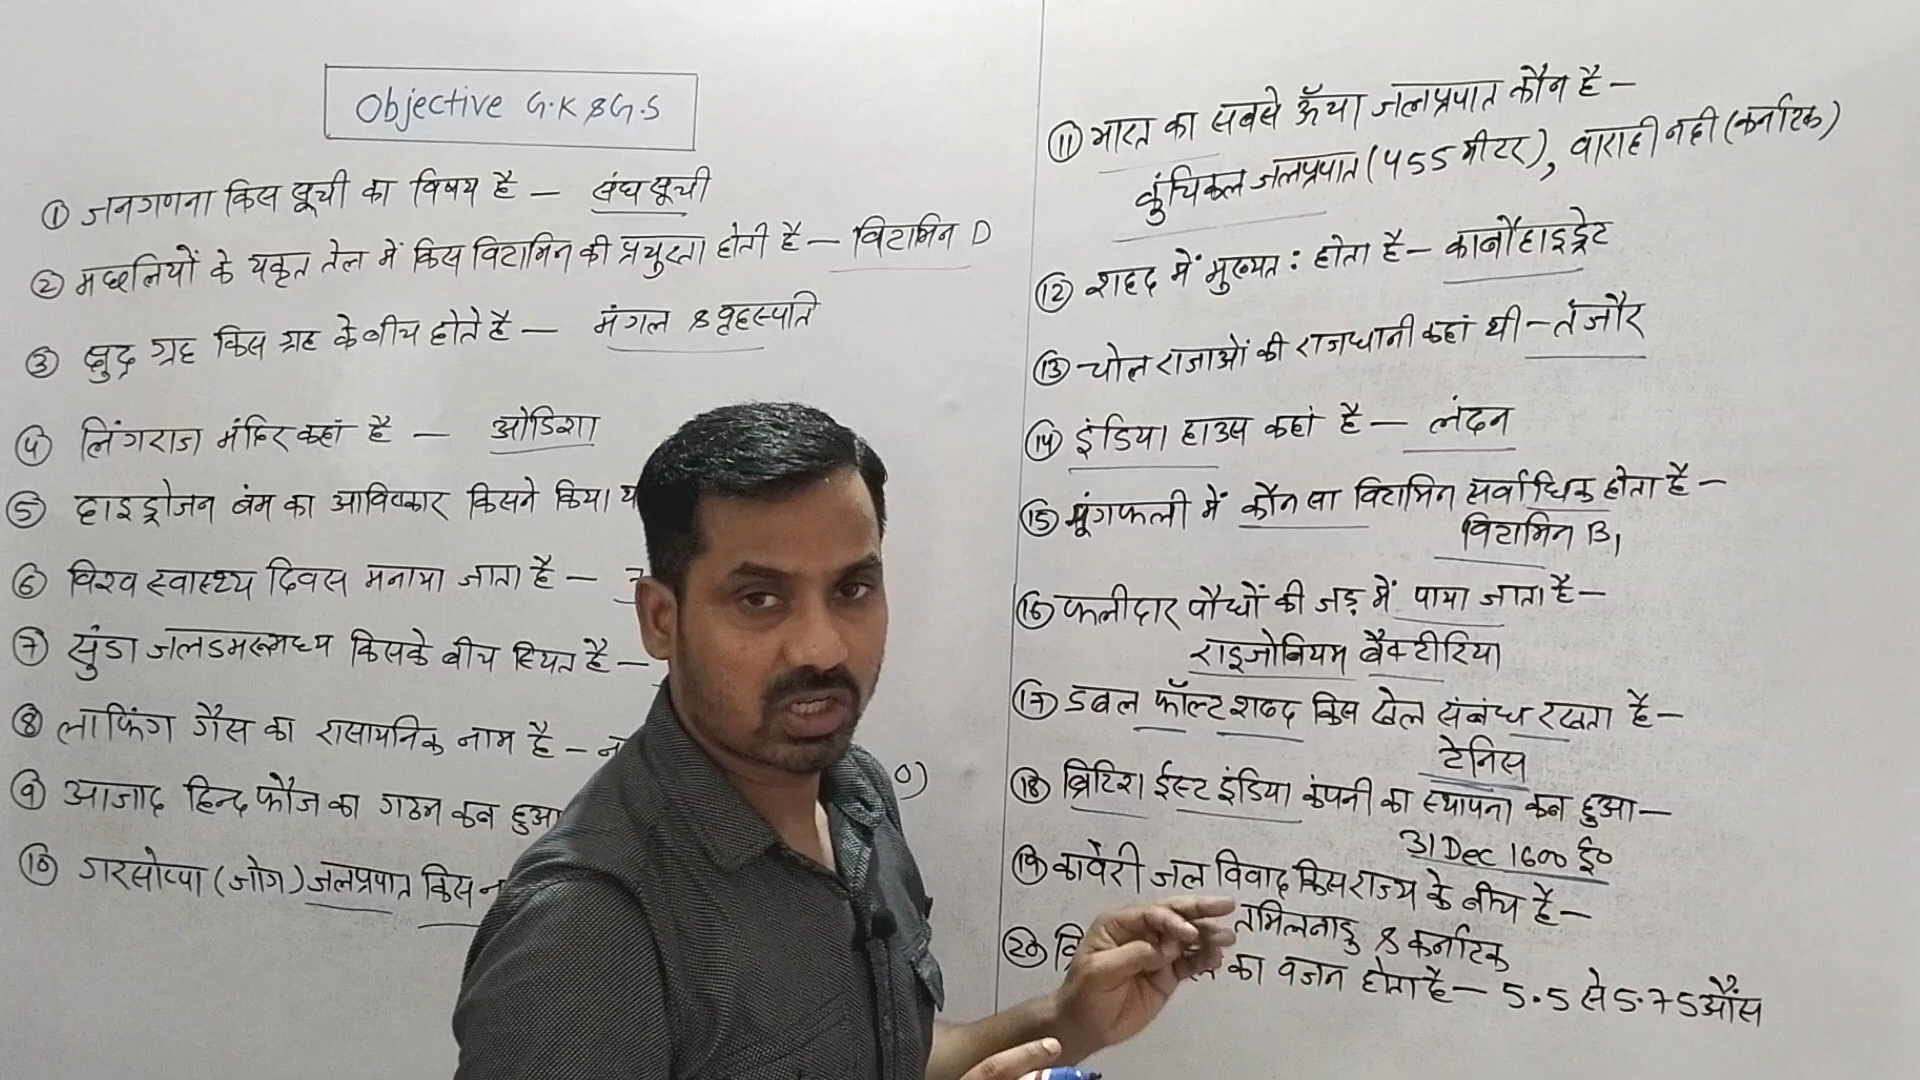 Objective G.K & G.S
① जनगणना किस सूची का विषय है – संघ सूची
② मछलियों के यकृत तेल में किस विटामिन की प्रचुरता होती है – विटामिन D
③ क्षुद्र ग्रह किस ग्रह के बीच होते है – मंगल & वृहस्पति
④ लिंगराज मंदिर कहां है – ओडिशा
⑤ हाइड्रोजन बंम का आविष्कार किसने किया
⑥ विश्व स्वास्थ्य दिवस मनाया जाता है –
⑦ सुंडा जलडमरूमध्य किसके बीच स्थित है –
⑧ लाफिंग गैस का रासायनिक नाम है –
⑨ आजाद हिन्द फौज का गठन कब हुआ
⑩ गरसोप्पा (जोग) जलप्रपात किस
⑪ भारत का सबसे ऊँचा जलप्रपात कौन है –
कुंचिकल जलप्रपात (455 मीटर), वाराही नदी (कर्नाटक)
⑫ शहद में मुख्यत: होता है – कार्बोहाइड्रेट
⑬ चोल राजाओं की राजधानी कहां थी – तंजौर
⑭ इंडिया हाउस कहां है – लंदन
⑮ मूंगफली में कौन सा विटामिन सर्वाधिक होता है –
विटामिन B₁
⑯ फलीदार पौधों की जड़ में पाया जाता है –
राइजोबियम बैक्टीरिया
⑰ डबल फॉल्ट शब्द किस खेल संबंध रखता है –
टेनिस
⑱ ब्रिटिश ईस्ट इंडिया कंपनी का स्थापना कब हुआ –
31 Dec 1600 ई०
⑲ कावेरी जल विवाद किस राज्य के बीच है –
तमिलनाडु & कर्नाटक
⑳ का वजन होता है – 5.5 से 5.75 औंस